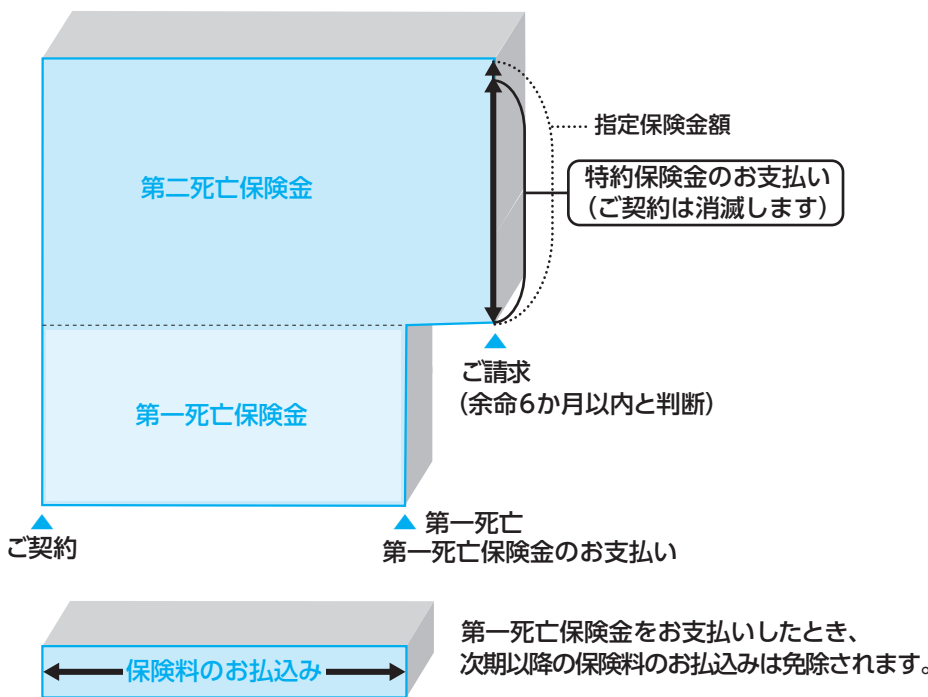 指定保険金額
第二死亡保険金
特約保険金のお支払い
（ご契約は消滅します）
ご請求
（余命6か月以内と判断）
第一死亡保険金
ご契約
第一死亡
第一死亡保険金のお支払い
保険料のお払込み
第一死亡保険金をお支払いしたとき、
次期以降の保険料のお払込みは免除されます。